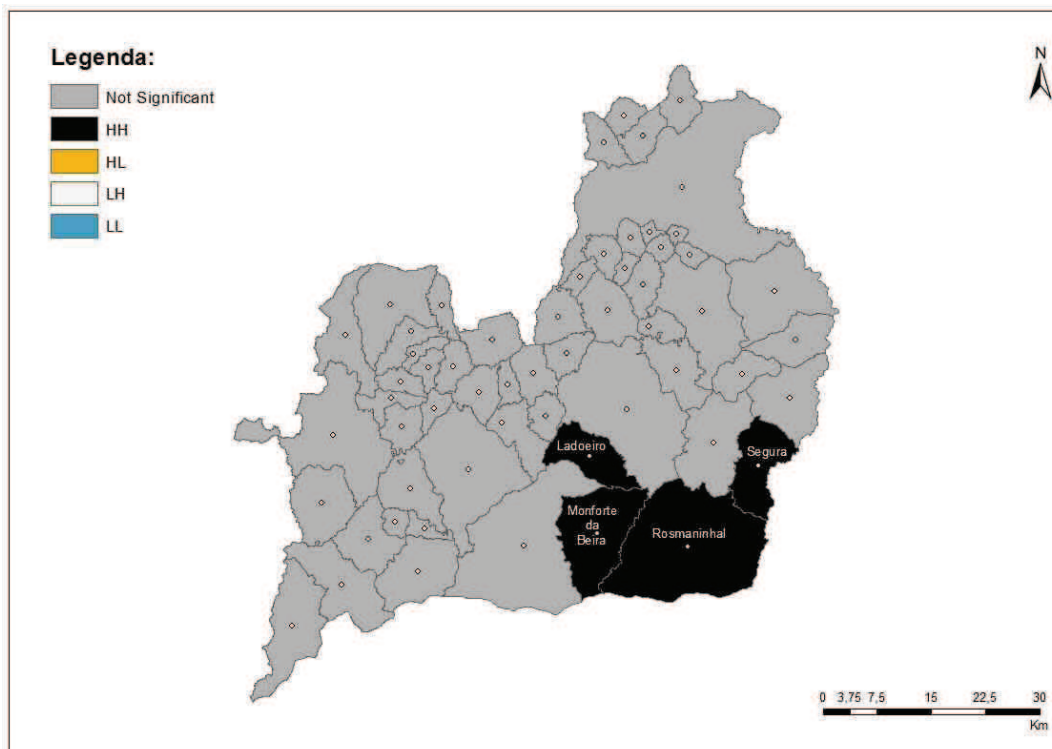 Legenda:
Not Significant
HH
HL
LH
LL
N
Ladoeiro
Segura
Monforte
da
Beira
Rosmaninhal
0 3,75 7,5 15 22,5 30
Km